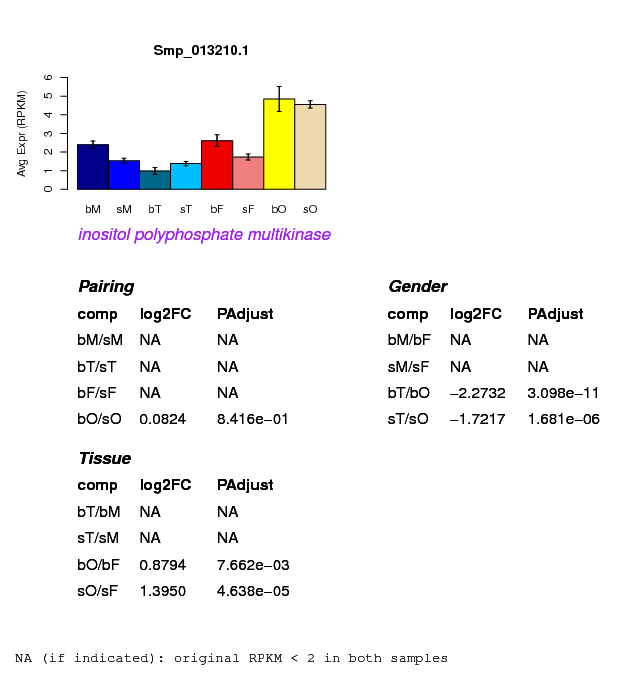 Smp_013210.1
Avg Expr (RPKM)
6
5
4
3
2
1
0
bM sM bT sT bF sF bO sO
inositol polyphosphate multikinase
Pairing
comp log2FC PAdjust
bM/sM NA NA
bT/sT NA NA
bF/sF NA NA
bO/sO 0.0824 8.416e−01
Gender
comp log2FC PAdjust
bM/bF NA NA
sM/sF NA NA
bT/bO −2.2732 3.098e−11
sT/sO −1.7217 1.681e−06
Tissue
comp log2FC PAdjust
bT/bM NA NA
sT/sM NA NA
bO/bF 0.8794 7.662e−03
sO/sF 1.3950 4.638e−05
NA (if indicated): original RPKM < 2 in both samples